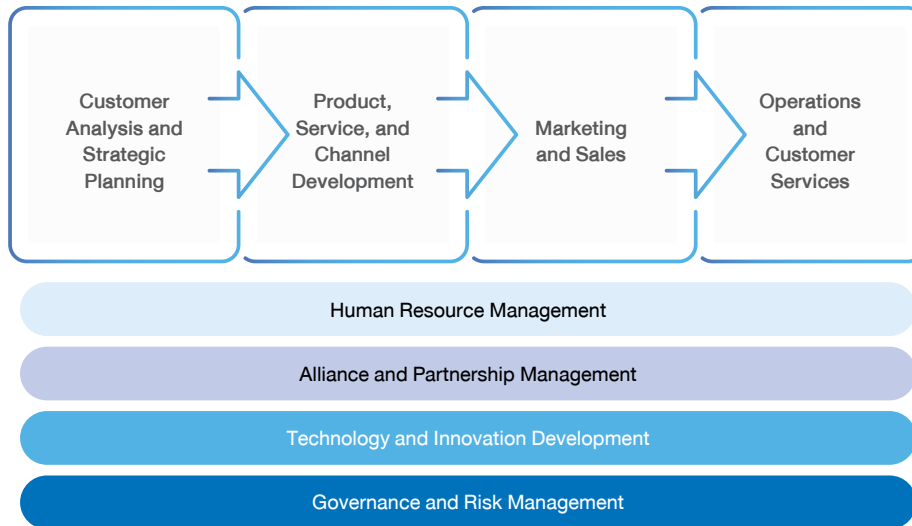 Customer
Analysis and
Strategic
Planning
Product,
Service, and
Channel
Development
Marketing
and Sales
Operations
and
Customer
Services
Human Resource Management
Alliance and Partnership Management
Technology and Innovation Development
Governance and Risk Management